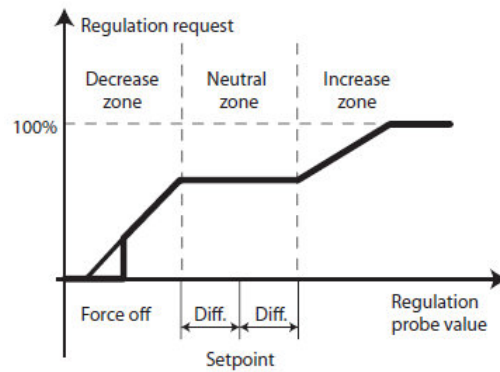 Regulation request
Decrease
zone
Neutral
zone
Increase
zone
100%
Force off
Diff.
Diff.
Regulation
probe value
Setpoint